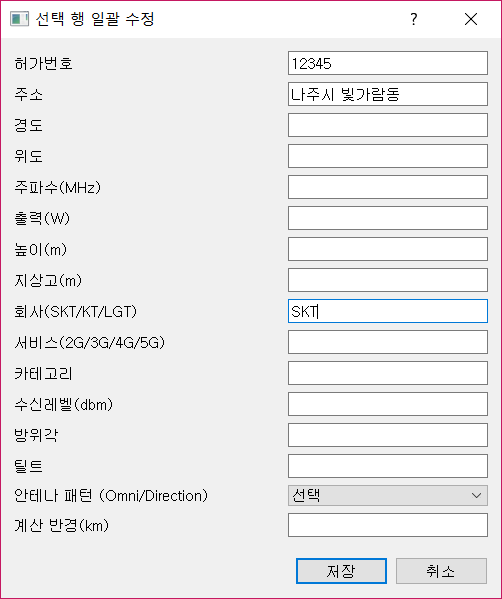 선택 행 일괄 수정
허가번호 12345
주소 나주시 빛가람동
경도
위도
주파수(MHz)
출력(W)
높이(m)
지상고(m)
회사(SKT/KT/LGT) SKT
서비스(2G/3G/4G/5G)
카테고리
수신레벨(dbm)
방위각
틸트
안테나 패턴 (Omni/Direction) 선택
계산 반경(km)
저장 취소